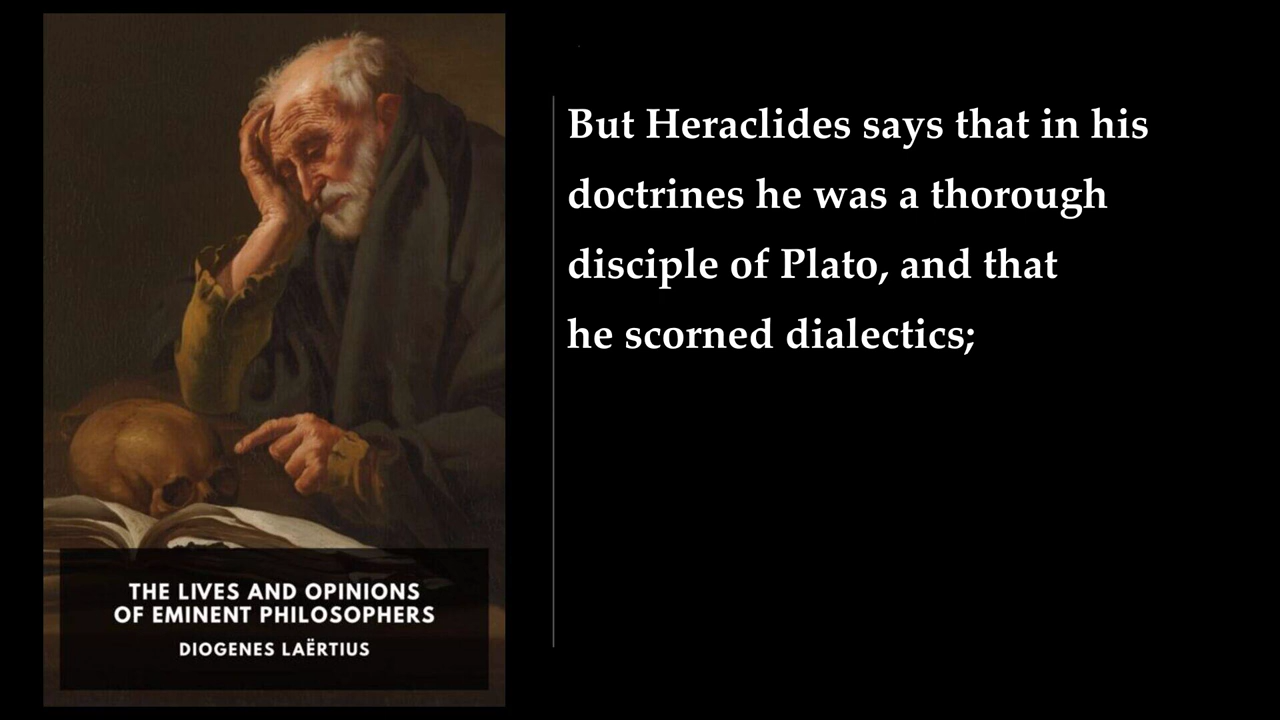 But Heraclides says that in his
doctrines he was a thorough
disciple of Plato, and that
he scorned dialectics;
THE LIVES AND OPINIONS
OF EMINENT PHILOSOPHERS
DIOGENES LAËRTIUS